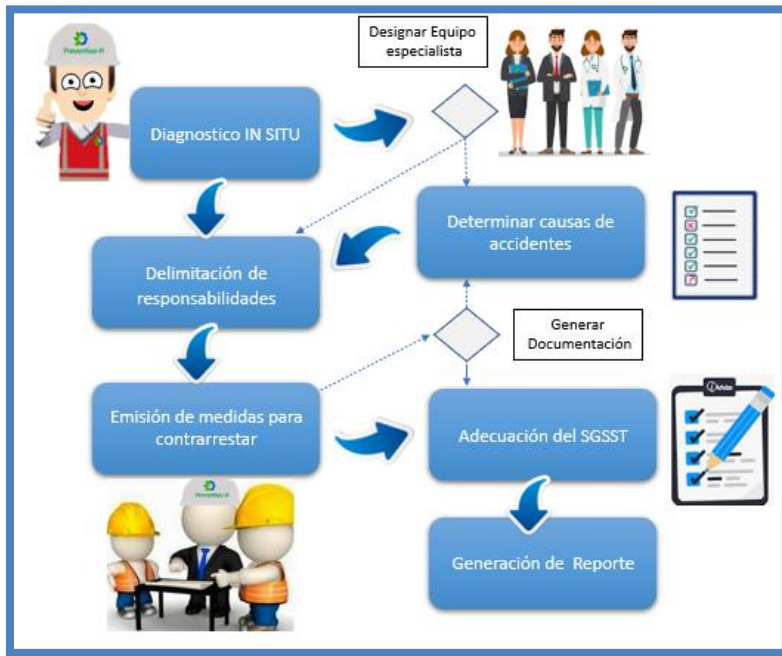 Designar Equipo
especialista
Diagnostico IN SITU
Determinar causas de
accidentes
Delimitación de
responsabilidades
Generar
Documentación
Emisión de medidas para
contrarrestar
Adecuación del SGSST
Generación de Reporte